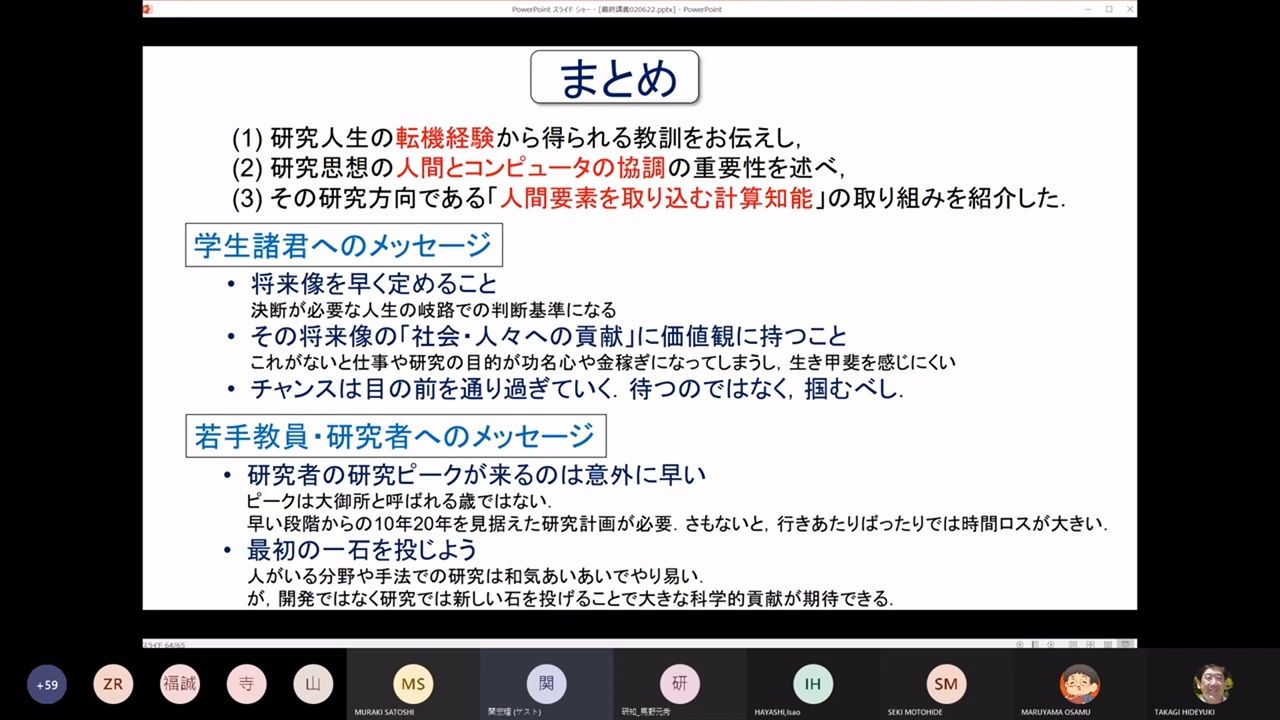 PowerPoint スライド ショー - [最終講義020622.pptx] - PowerPoint
まとめ
(1) 研究人生の転機経験から得られる教訓をお伝えし,
(2) 研究思想の人間とコンピュータの協調の重要性を述べ,
(3) その研究方向である「人間要素を取り込む計算知能」の取り組みを紹介した.
学生諸君へのメッセージ
• 将来像を早く定めること
決断が必要な人生の岐路での判断基準になる
• その将来像の「社会・人々への貢献」に価値観に持つこと
これがないと仕事や研究の目的が功名心や金稼ぎになってしまうし, 生き甲斐を感じにくい
• チャンスは目の前を通り過ぎていく. 待つのではなく, 掴むべし.
若手教員・研究者へのメッセージ
• 研究者の研究ピークが来るのは意外に早い
ピークは大御所と呼ばれる歳ではない.
早い段階からの10年20年を見据えた研究計画が必要. さもないと, 行きあたりばったりでは時間ロスが大きい.
• 最初の一石を投じよう
人がいる分野や手法での研究は和気あいあいでやり易い.
が, 開発ではなく研究では新しい石を投げることで大きな科学的貢献が期待できる.
スライド 64/65
+59
ZR
福誠
寺
山
MS
関
研
IH
SM
MURAKI SATOSHI
(ゲスト)
HAYASHI,Isao
SEKI MOTOHIDE
MARUYAMA OSAMU
TAKAGI HIDEYUKI